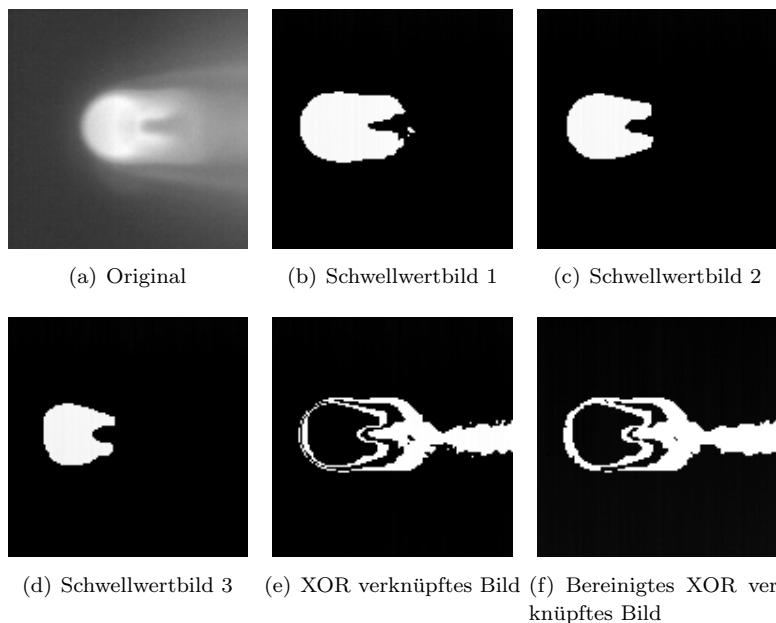 (a) Original
(b) Schwellwertbild 1
(c) Schwellwertbild 2
(d) Schwellwertbild 3
(e) XOR verknüpftes Bild
(f) Bereinigtes XOR ver
knüpftes Bild